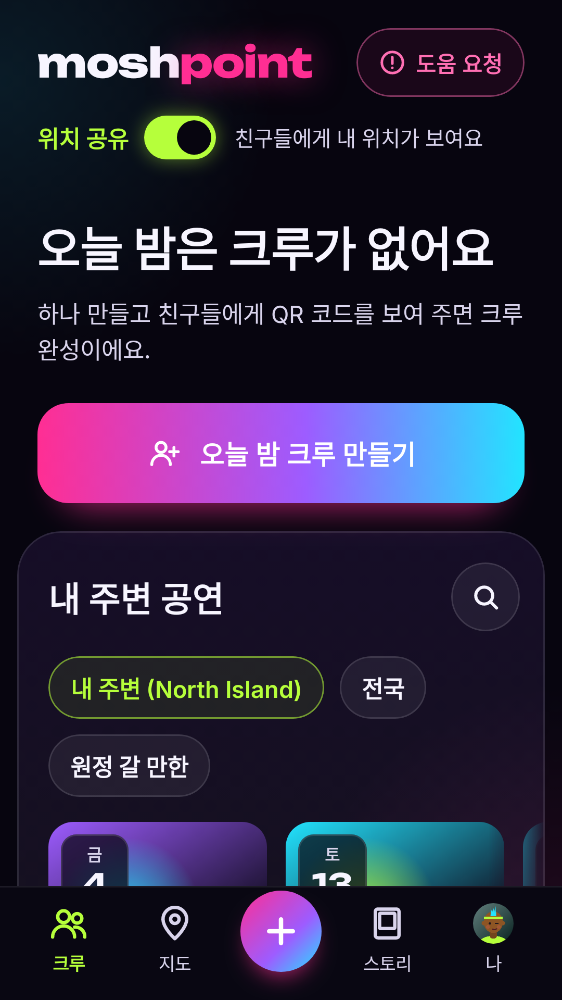 moshpoint
도움 요청
위치 공유
친구들에게 내 위치가 보여요
오늘 밤은 크루가 없어요
하나 만들고 친구들에게 QR 코드를 보여 주면 크루
완성이에요.
오늘 밤 크루 만들기
내 주변 공연
내 주변 (North Island)
전국
원정 갈 만한
금
토
4
13
크루
지도
스토리
나